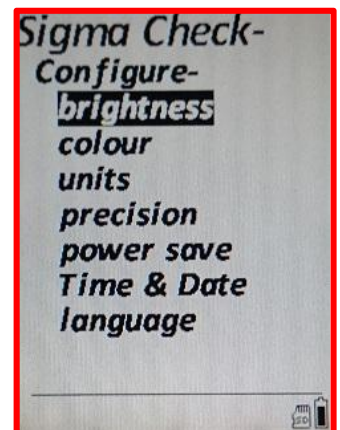 Sigma Check-
Configure-
brightness
colour
units
precision
power save
Time & Date
language